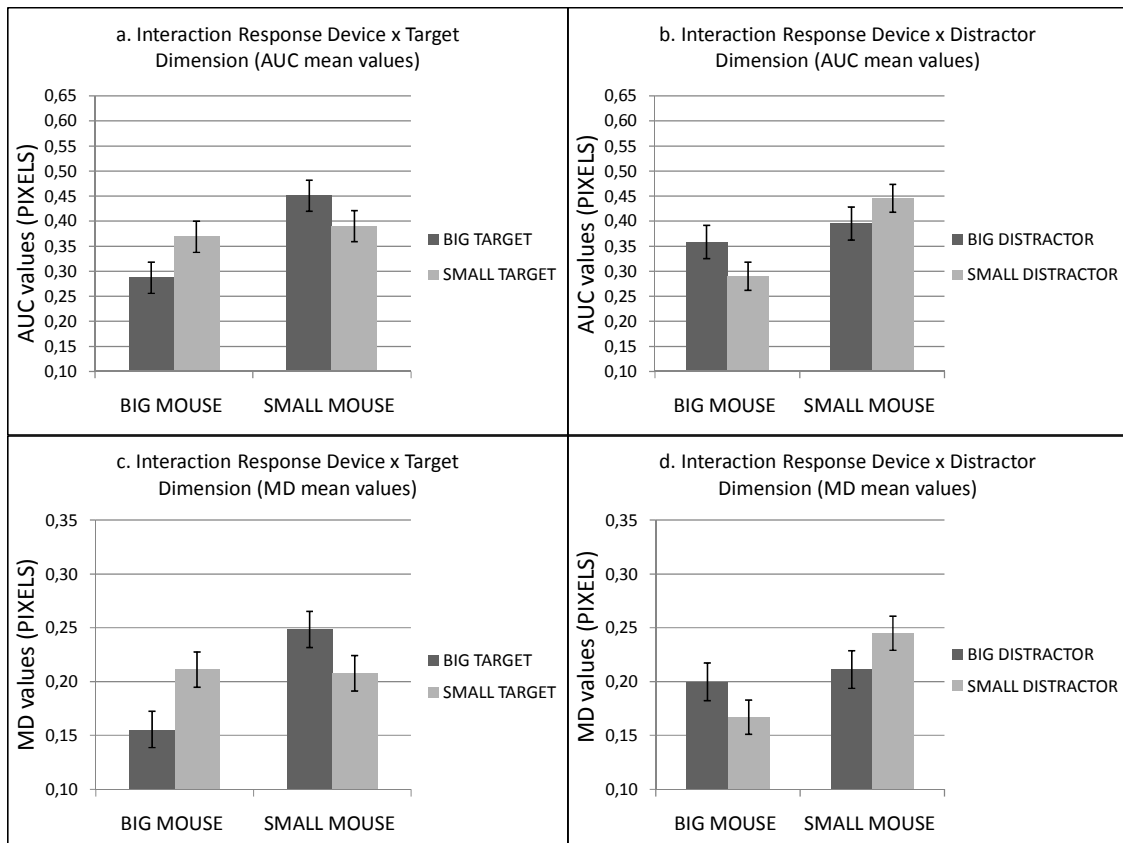 a. Interaction Response Device x Target
Dimension (AUC mean values)
AUC values (PIXELS)
0,65
0,60
0,55
0,50
0,45
0,40
0,35
0,30
0,25
0,20
0,15
0,10
BIG MOUSE
SMALL MOUSE
BIG TARGET
SMALL TARGET
b. Interaction Response Device x Distractor
Dimension (AUC mean values)
AUC values (PIXELS)
0,65
0,60
0,55
0,50
0,45
0,40
0,35
0,30
0,25
0,20
0,15
0,10
BIG MOUSE
SMALL MOUSE
BIG DISTRACTOR
SMALL DISTRACTOR
c. Interaction Response Device x Target
Dimension (MD mean values)
MD values (PIXELS)
0,35
0,30
0,25
0,20
0,15
0,10
BIG MOUSE
SMALL MOUSE
BIG TARGET
SMALL TARGET
d. Interaction Response Device x Distractor
Dimension (MD mean values)
MD values (PIXELS)
0,35
0,30
0,25
0,20
0,15
0,10
BIG MOUSE
SMALL MOUSE
BIG DISTRACTOR
SMALL DISTRACTOR